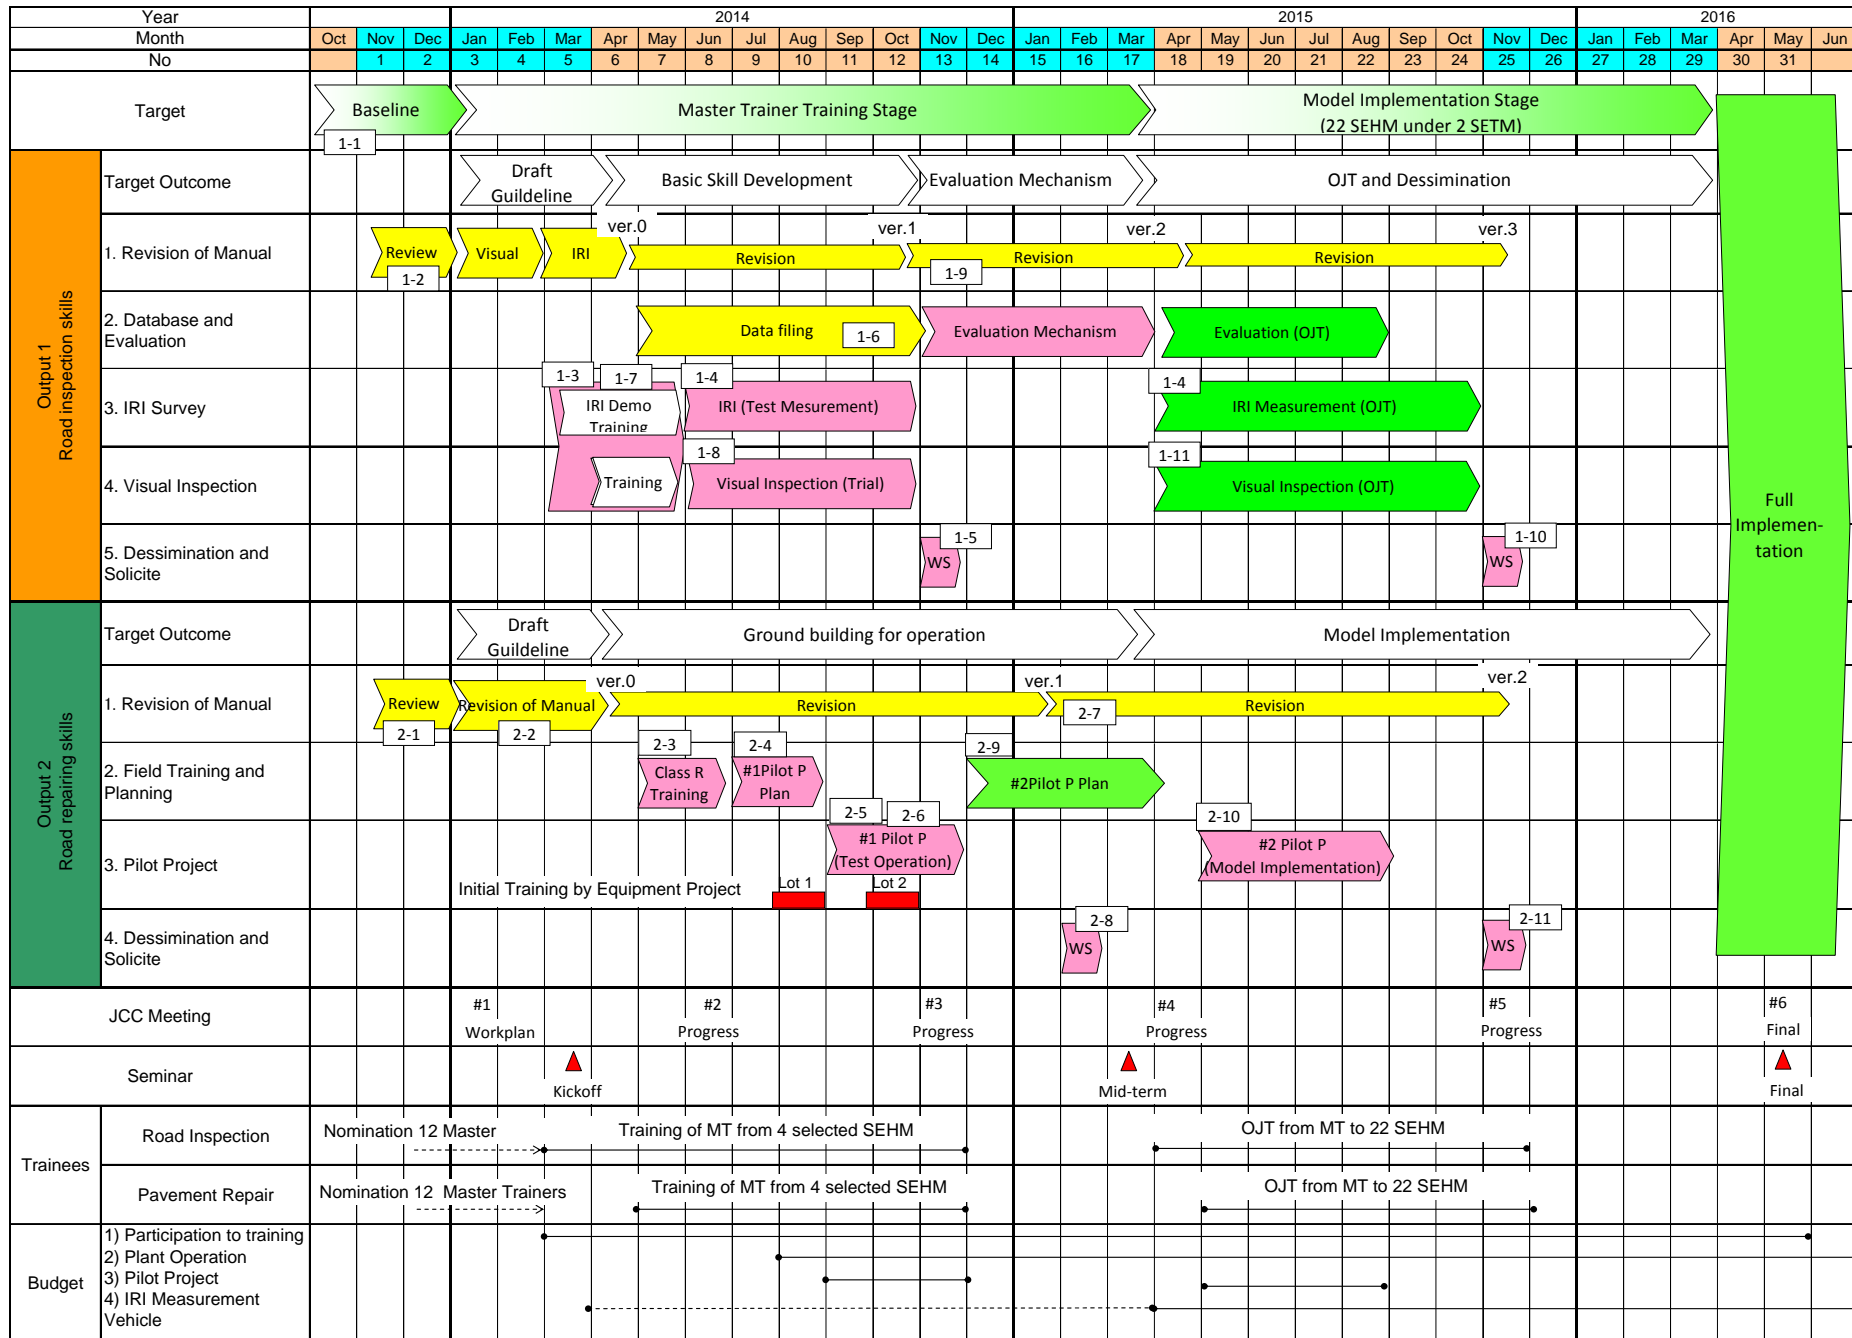 Year
2014
2015
2016
Month
Oct Nov Dec Jan Feb Mar Apr May Jun Jul Aug Sep Oct Nov Dec Jan Feb Mar Apr May Jun Jul Aug Sep Oct Nov Dec Jan Feb Mar Apr May Jun
No
1 2 3 4 5 6 7 8 9 10 11 12 13 14 15 16 17 18 19 20 21 22 23 24 25 26 27 28 29 30 31
Target
Baseline
Master Trainer Training Stage
Model Implementation Stage
(22 SEHM under 2 SETM)
1-1
Output 1
Road inspection skills
Target Outcome
Draft
Guildeline
Basic Skill Development
Evaluation Mechanism
OJT and Dessimination
ver.0
ver.1
ver.2
ver.3
1. Revision of Manual
Review
Visual
IRI
Revision
Revision
Revision
1-2
1-9
2. Database and
Evaluation
Data filing
1-6
Evaluation Mechanism
Evaluation (OJT)
1-3
1-7
1-4
1-4
3. IRI Survey
IRI Demo
Training
IRI (Test Mesurement)
IRI Measurement (OJT)
1-8
1-11
4. Visual Inspection
Training
Visual Inspection (Trial)
Visual Inspection (OJT)
5. Dessimination and
Solicite
1-5
WS
1-10
WS
Full
Implemen-
tation
Output 2
Road repairing skills
Target Outcome
Draft
Guildeline
Ground building for operation
Model Implementation
ver.0
ver.1
ver.2
1. Revision of Manual
Review
Revision of Manual
Revision
Revision
2-1
2-2
2-7
2-3
2-4
2-9
2. Field Training and
Planning
Class R
Training
#1Pilot P
Plan
#2Pilot P Plan
2-5
2-6
2-10
3. Pilot Project
#1 Pilot P
(Test Operation)
#2 Pilot P
(Model Implementation)
Initial Training by Equipment Project
Lot 1
Lot 2
4. Dessimination and
Solicite
2-8
WS
2-11
WS
JCC Meeting
#1
Workplan
#2
Progress
#3
Progress
#4
Progress
#5
Progress
#6
Final
Seminar
Kickoff
Mid-term
Final
Trainees
Road Inspection
Nomination 12 Master
Training of MT from 4 selected SEHM
OJT from MT to 22 SEHM
Pavement Repair
Nomination 12 Master Trainers
Training of MT from 4 selected SEHM
OJT from MT to 22 SEHM
Budget
1) Participation to training
2) Plant Operation
3) Pilot Project
4) IRI Measurement
Vehicle